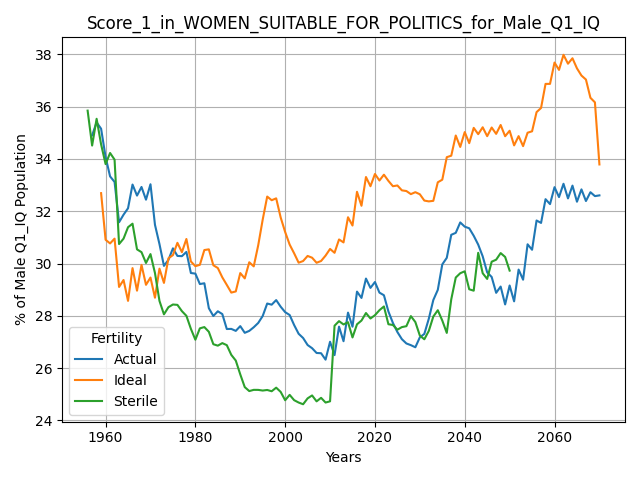 Score_1_in_WOMEN_SUITABLE_FOR_POLITICS_for_Male_Q1_IQ
% of Male Q1_IQ Population
38
36
34
32
30
28
26
24
Fertility
Actual
Ideal
Sterile
1960 1980 2000 2020 2040 2060
Years